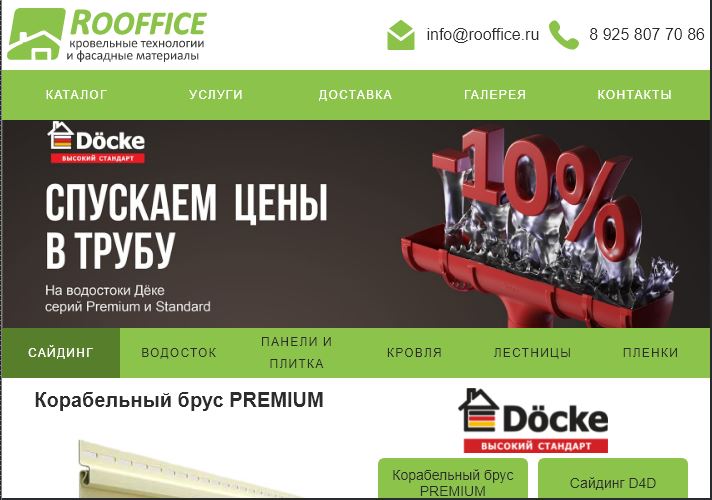 ROOFFICE
кровельные технологии
и фасадные материалы
info@rooffice.ru
8 925 807 70 86
КАТАЛОГ УСЛУГИ ДОСТАВКА ГАЛЕРЕЯ КОНТАКТЫ
Döcke
ВЫСОКИЙ СТАНДАРТ
СПУСКАЕМ ЦЕНЫ
В ТРУБУ
На водостоки Дёке
серий Premium и Standard
-10%
САЙДИНГ
ВОДОСТОК
ПАНЕЛИ И
ПЛИТКА
КРОВЛЯ
ЛЕСТНИЦЫ
ПЛЕНКИ
Корабельный брус PREMIUM
Döcke
ВЫСОКИЙ СТАНДАРТ
Корабельный брус
PREMIUM
Сайдинг D4D